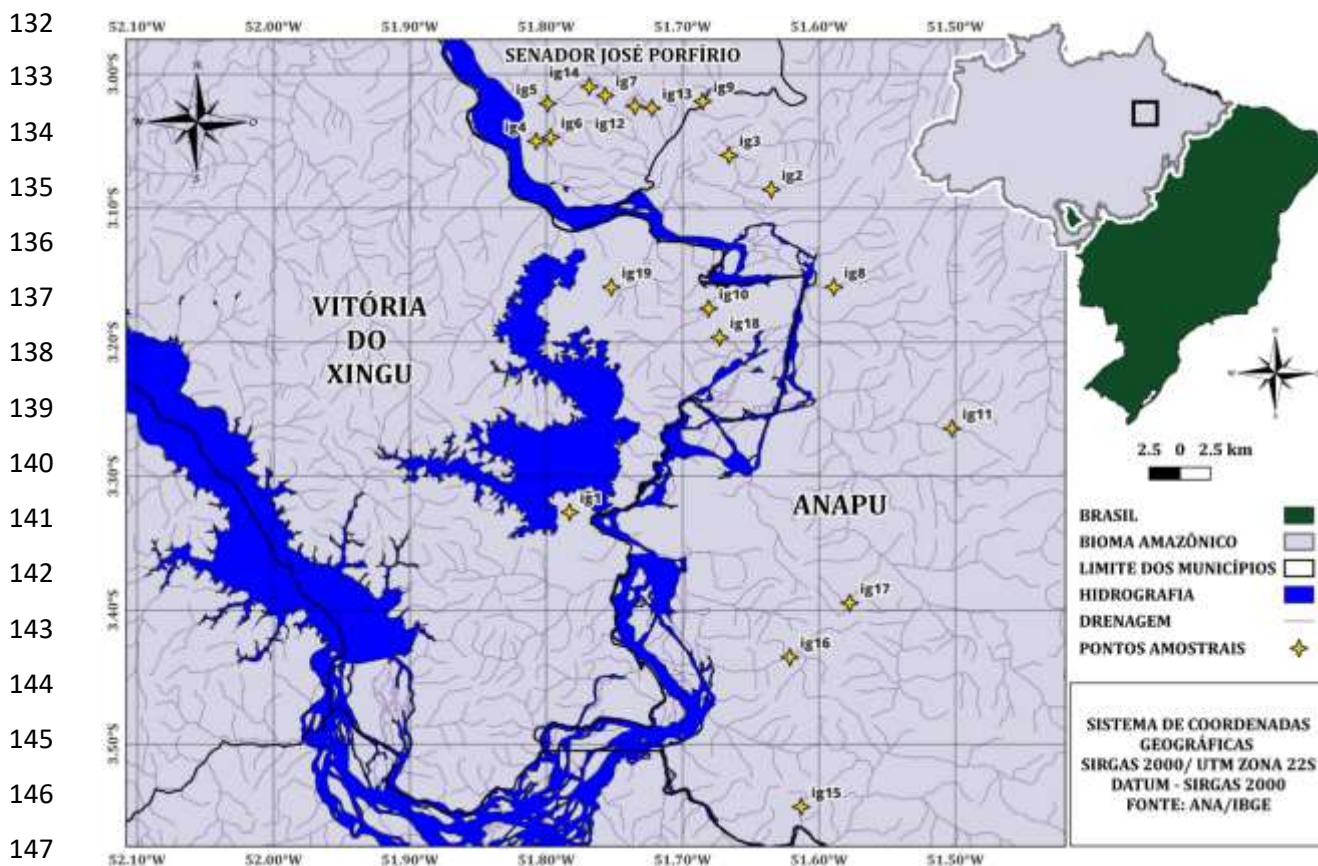 132
133
134
135
136
137
138
139
140
141
142
143
144
145
146
147
52.10°W 52.00°W 51.90°W 51.80°W 51.70°W 51.60°W 51.50°W
SENADOR JOSÉ PORFÍRIO
3.00°S
3.10°S
3.20°S
3.30°S
3.40°S
3.50°S
N
W
O
S
ig14
ig7
ig5
ig9
ig12
ig13
ig4
ig6
ig3
ig2
ig19
ig8
ig10
ig18
VITÓRIA
DO
XINGU
ig11
ig1
ANAPU
ig17
ig16
ig15
52.10°W 52.00°W 51.90°W 51.80°W 51.70°W 51.60°W 51.50°W
2.5 0 2.5 km
BRASIL
BIOMA AMAZÔNICO
LIMITE DOS MUNICÍPIOS
HIDROGRAFIA
DRENAGEM
PONTOS AMOSTRAIS
SISTEMA DE COORDENADAS
GEOGRÁFICAS
SIRGAS 2000/ UTM ZONA 22S
DATUM - SIRGAS 2000
FONTE: ANA/IBGE